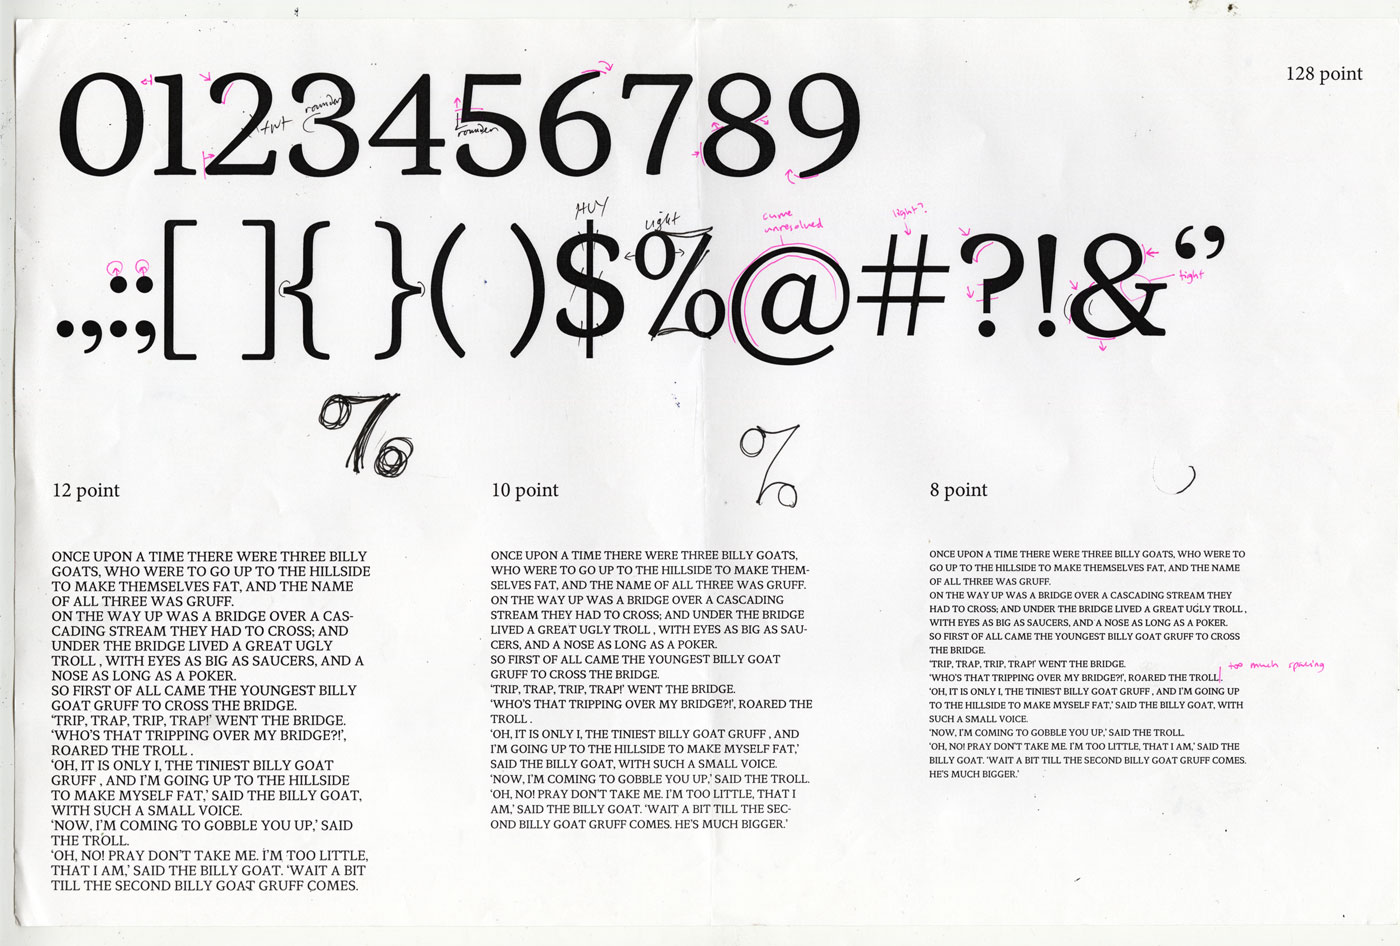 128 point
0123456789
rounder
rounder
HVY
light
curve
unresolved
light?
.,:;[ ]{ }( )$%@#?!&‘’
tight
%
%
12 point
ONCE UPON A TIME THERE WERE THREE BILLY
GOATS, WHO WERE TO GO UP TO THE HILLSIDE
TO MAKE THEMSELVES FAT, AND THE NAME
OF ALL THREE WAS GRUFF.
ON THE WAY UP WAS A BRIDGE OVER A CAS-
CADING STREAM THEY HAD TO CROSS; AND
UNDER THE BRIDGE LIVED A GREAT UGLY
TROLL , WITH EYES AS BIG AS SAUCERS, AND A
NOSE AS LONG AS A POKER.
SO FIRST OF ALL CAME THE YOUNGEST BILLY
GOAT GRUFF TO CROSS THE BRIDGE.
‘TRIP, TRAP, TRIP, TRAP!’ WENT THE BRIDGE.
‘WHO’S THAT TRIPPING OVER MY BRIDGE?!’,
ROARED THE TROLL .
‘OH, IT IS ONLY I, THE TINIEST BILLY GOAT
GRUFF , AND I’M GOING UP TO THE HILLSIDE
TO MAKE MYSELF FAT,’ SAID THE BILLY GOAT,
WITH SUCH A SMALL VOICE.
‘NOW, I’M COMING TO GOBBLE YOU UP,’ SAID
THE TROLL.
‘OH, NO! PRAY DON’T TAKE ME. I’M TOO LITTLE,
THAT I AM,’ SAID THE BILLY GOAT. ‘WAIT A BIT
TILL THE SECOND BILLY GOAT GRUFF COMES.
10 point
ONCE UPON A TIME THERE WERE THREE BILLY GOATS,
WHO WERE TO GO UP TO THE HILLSIDE TO MAKE THEM-
SELVES FAT, AND THE NAME OF ALL THREE WAS GRUFF.
ON THE WAY UP WAS A BRIDGE OVER A CASCADING
STREAM THEY HAD TO CROSS; AND UNDER THE BRIDGE
LIVED A GREAT UGLY TROLL , WITH EYES AS BIG AS SAU-
CERS, AND A NOSE AS LONG AS A POKER.
SO FIRST OF ALL CAME THE YOUNGEST BILLY GOAT
GRUFF TO CROSS THE BRIDGE.
‘TRIP, TRAP, TRIP, TRAP!’ WENT THE BRIDGE.
‘WHO’S THAT TRIPPING OVER MY BRIDGE?!’, ROARED THE
TROLL .
‘OH, IT IS ONLY I, THE TINIEST BILLY GOAT GRUFF , AND
I’M GOING UP TO THE HILLSIDE TO MAKE MYSELF FAT,’
SAID THE BILLY GOAT, WITH SUCH A SMALL VOICE.
‘NOW, I’M COMING TO GOBBLE YOU UP,’ SAID THE TROLL.
‘OH, NO! PRAY DON’T TAKE ME. I’M TOO LITTLE, THAT I
AM,’ SAID THE BILLY GOAT. ‘WAIT A BIT TILL THE SEC-
OND BILLY GOAT GRUFF COMES. HE’S MUCH BIGGER.’
8 point
ONCE UPON A TIME THERE WERE THREE BILLY GOATS, WHO WERE TO
GO UP TO THE HILLSIDE TO MAKE THEMSELVES FAT, AND THE NAME
OF ALL THREE WAS GRUFF.
ON THE WAY UP WAS A BRIDGE OVER A CASCADING STREAM THEY
HAD TO CROSS; AND UNDER THE BRIDGE LIVED A GREAT UGLY TROLL ,
WITH EYES AS BIG AS SAUCERS, AND A NOSE AS LONG AS A POKER.
SO FIRST OF ALL CAME THE YOUNGEST BILLY GOAT GRUFF TO CROSS
THE BRIDGE.
‘TRIP, TRAP, TRIP, TRAP!’ WENT THE BRIDGE.
too much spacing
‘WHO’S THAT TRIPPING OVER MY BRIDGE?!’, ROARED THE TROLL .
‘OH, IT IS ONLY I, THE TINIEST BILLY GOAT GRUFF , AND I’M GOING UP
TO THE HILLSIDE TO MAKE MYSELF FAT,’ SAID THE BILLY GOAT, WITH
SUCH A SMALL VOICE.
‘NOW, I’M COMING TO GOBBLE YOU UP,’ SAID THE TROLL.
‘OH, NO! PRAY DON’T TAKE ME. I’M TOO LITTLE, THAT I AM,’ SAID THE
BILLY GOAT. ‘WAIT A BIT TILL THE SECOND BILLY GOAT GRUFF COMES.
HE’S MUCH BIGGER.’